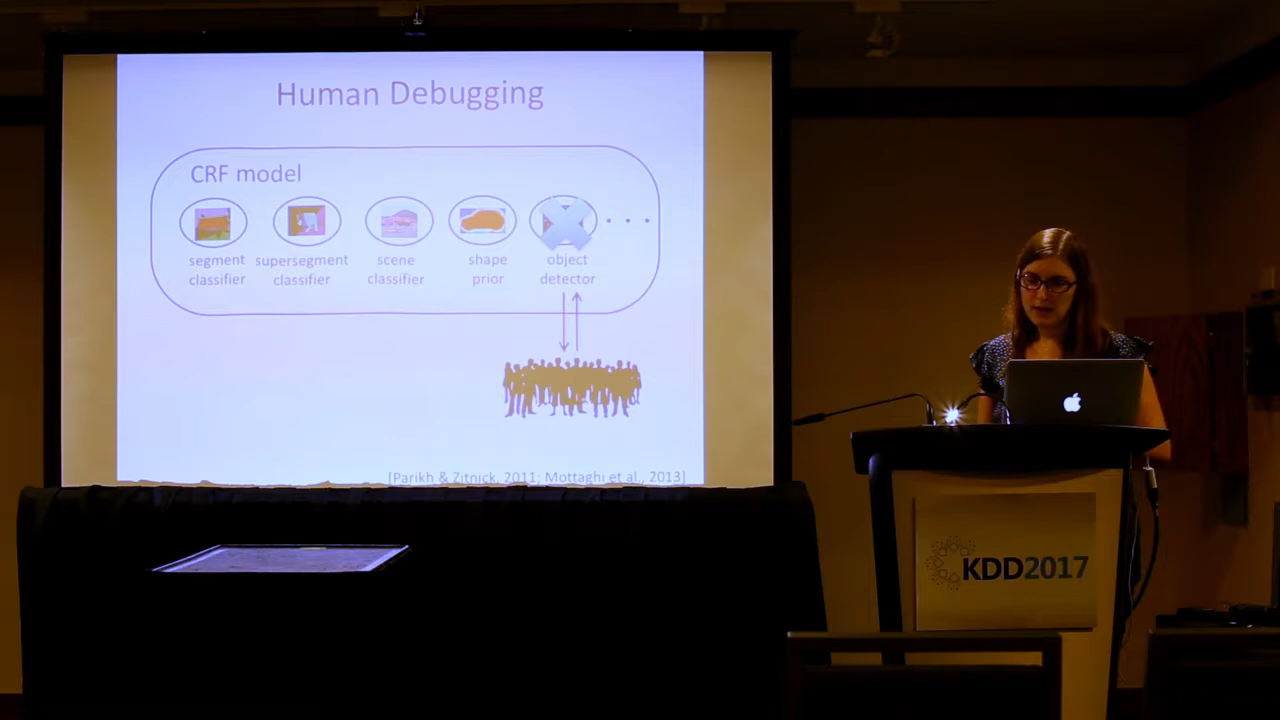 Human Debugging
CRF model
segment classifier
supersegment classifier
scene classifier
shape prior
object detector
[Parikh & Zitnick, 2011; Mottaghi et al., 2013]
KDD2017